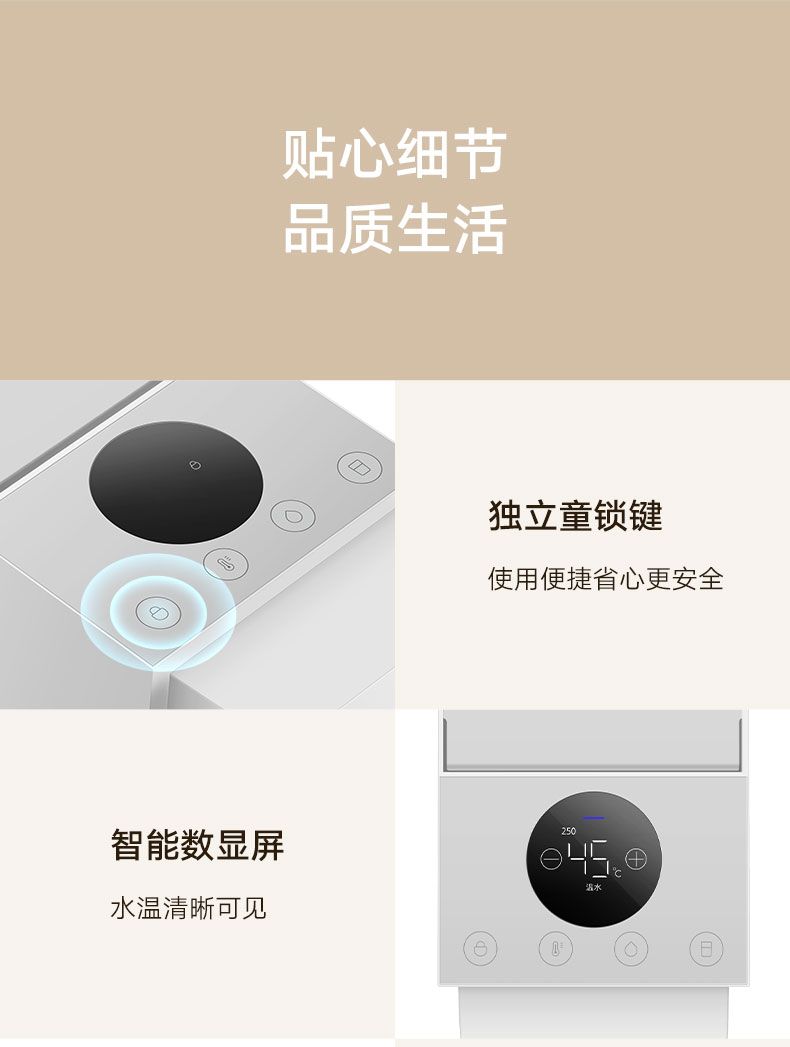 贴心细节
品质生活
独立童锁键
使用便捷省心更安全
智能数显屏
水温清晰可见
250
45℃
温水